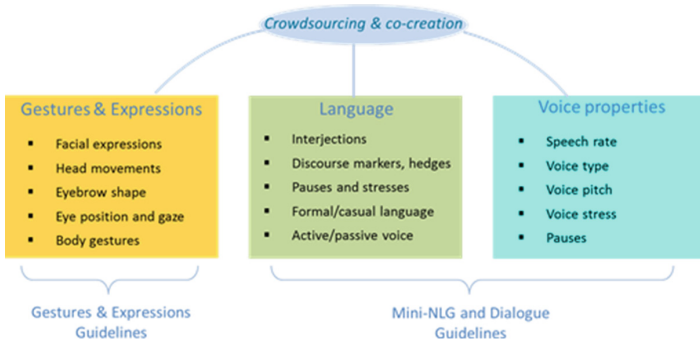 Crowdsourcing & co-creation
Gestures & Expressions
▪ Facial expressions
▪ Head movements
▪ Eyebrow shape
▪ Eye position and gaze
▪ Body gestures
Language
▪ Interjections
▪ Discourse markers, hedges
▪ Pauses and stresses
▪ Formal/casual language
▪ Active/passive voice
Voice properties
▪ Speech rate
▪ Voice type
▪ Voice pitch
▪ Voice stress
▪ Pauses
Gestures & Expressions
Guidelines
Mini-NLG and Dialogue
Guidelines